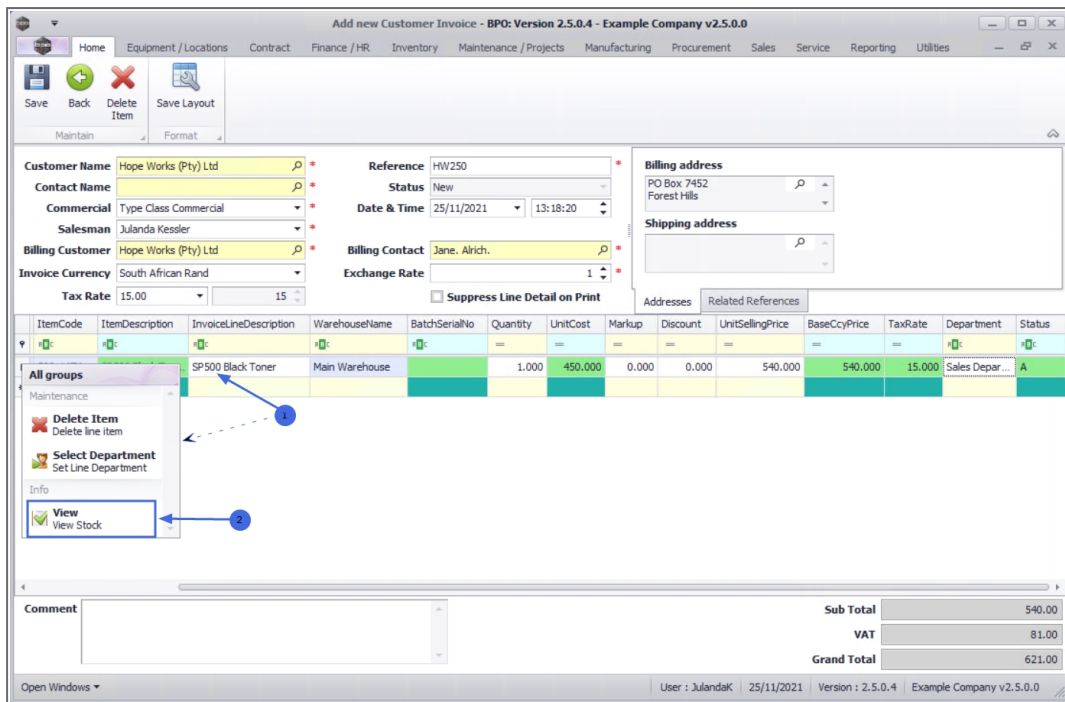 Add new Customer Invoice - BPO: Version 2.5.0.4 - Example Company v2.5.0.0
Home Equipment / Locations Contract Finance / HR Inventory Maintenance / Projects Manufacturing Procurement Sales Service Reporting Utilities
Save Back Delete Item Save Layout
Maintain Format
Customer Name Hope Works (Pty) Ltd * Reference HW250 * Billing address
Contact Name * Status New PO Box 7452
Forest Hills
Commercial Type Class Commercial * Date & Time 25/11/2021 13:18:20
Salesman Julanda Kessler * Shipping address
Billing Customer Hope Works (Pty) Ltd * Billing Contact Jane. Alrich. *
Invoice Currency South African Rand Exchange Rate 1 *
Tax Rate 15.00 15 Suppress Line Detail on Print Addresses Related References
ItemCode ItemDescription InvoiceLineDescription WarehouseName BatchSerialNo Quantity UnitCost Markup Discount UnitSellingPrice BaseCcyPrice TaxRate Department Status
= = = = = = =
SP500 Black Toner Main Warehouse 1.000 450.000 0.000 0.000 540.000 540.000 15.000 Sales Depar... A
All groups
Maintenance
Delete Item
Delete line item
1
Select Department
Set Line Department
Info
View
View Stock
2
Comment Sub Total 540.00
VAT 81.00
Grand Total 621.00
Open Windows User : JulandaK 25/11/2021 Version : 2.5.0.4 Example Company v2.5.0.0